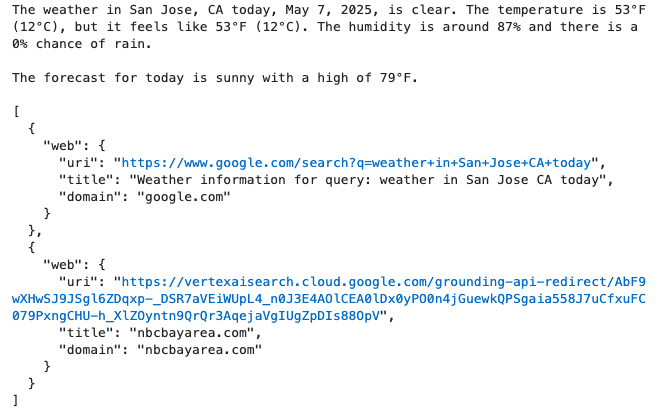 The weather in San Jose, CA today, May 7, 2025, is clear. The temperature is 53°F
(12°C), but it feels like 53°F (12°C). The humidity is around 87% and there is a
0% chance of rain.
The forecast for today is sunny with a high of 79°F.
[
  {
    "web": {
      "uri": "https://www.google.com/search?q=weather+in+San+Jose+CA+today",
      "title": "Weather information for query: weather in San Jose CA today",
      "domain": "google.com"
    }
  },
  {
    "web": {
      "uri": "https://vertexaisearch.cloud.google.com/grounding-api-redirect/AbF9
wXHwSJ9JSgl6ZDqxp-_DSR7aVEiWUpL4_n0J3E4AOlCEA0lDx0yPO0n4jGuewkQPSgaia558J7uCfxuFC
079PxngCHU-h_XlZOyntn9QrQr3AqejaVgIUgZpDIs88OpV",
      "title": "nbcbayarea.com",
      "domain": "nbcbayarea.com"
    }
  }
]